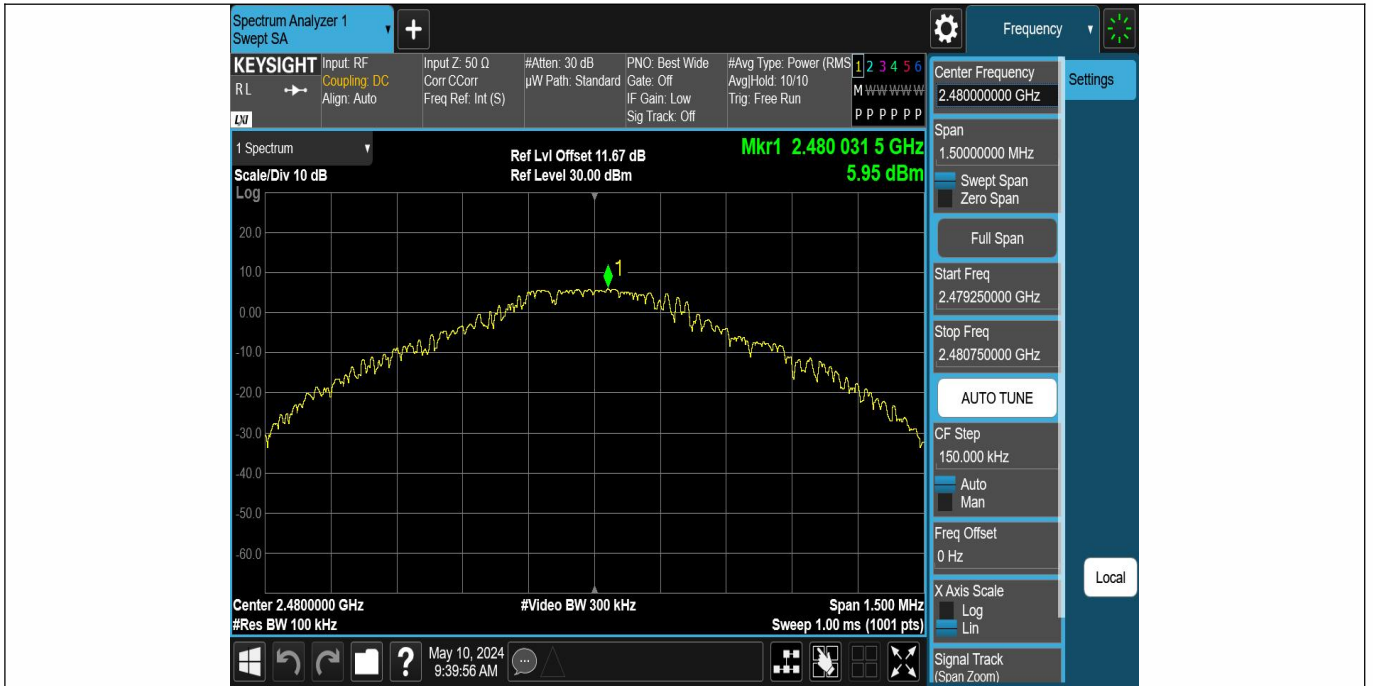 Spectrum Analyzer 1
Swept SA
+
Frequency
KEYSIGHT
RL
LXI
Input: RF
Coupling: DC
Align: Auto
Input Z: 50 Ω
Corr CCorr
Freq Ref: Int (S)
#Atten: 30 dB
µW Path: Standard
PNO: Best Wide
Gate: Off
IF Gain: Low
Sig Track: Off
#Avg Type: Power (RMS
Avg|Hold: 10/10
Trig: Free Run
1 2 3 4 5 6
M W W W W W
P P P P P P
1 Spectrum
Scale/Div 10 dB
Log
Ref Lvl Offset 11.67 dB
Ref Level 30.00 dBm
Mkr1 2.480 031 5 GHz
5.95 dBm
20.0
10.0
1
0.00
-10.0
-20.0
-30.0
-40.0
-50.0
-60.0
Center 2.4800000 GHz
#Video BW 300 kHz
Span 1.500 MHz
#Res BW 100 kHz
Sweep 1.00 ms (1001 pts)
Center Frequency
2.480000000 GHz
Settings
Span
1.50000000 MHz
Swept Span
Zero Span
Full Span
Start Freq
2.479250000 GHz
Stop Freq
2.480750000 GHz
AUTO TUNE
CF Step
150.000 kHz
Auto
Man
Freq Offset
0 Hz
Local
X Axis Scale
Log
Lin
Signal Track
(Span Zoom)
?
May 10, 2024
9:39:56 AM